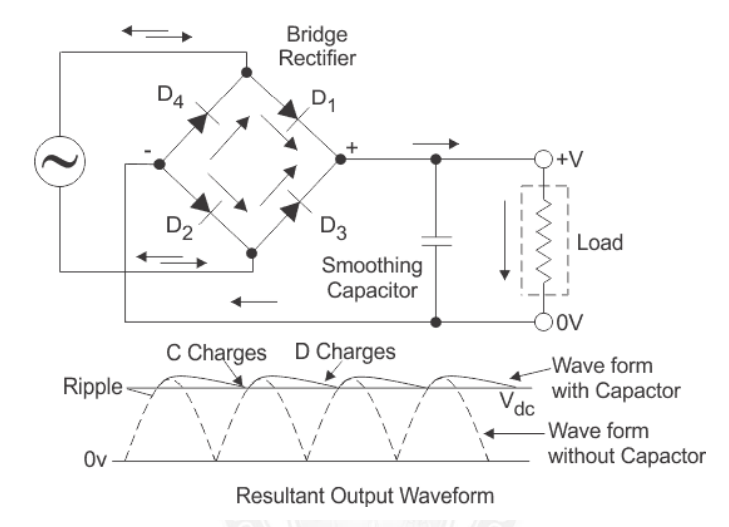 Bridge
Rectifier
D4
D1
-
+
+V
D2
D3
Load
Smoothing
Capacitor
0V
C Charges
D Charges
Ripple
Wave form
with Capactor
Vdc
Wave form
without Capactor
0v
Resultant Output Waveform